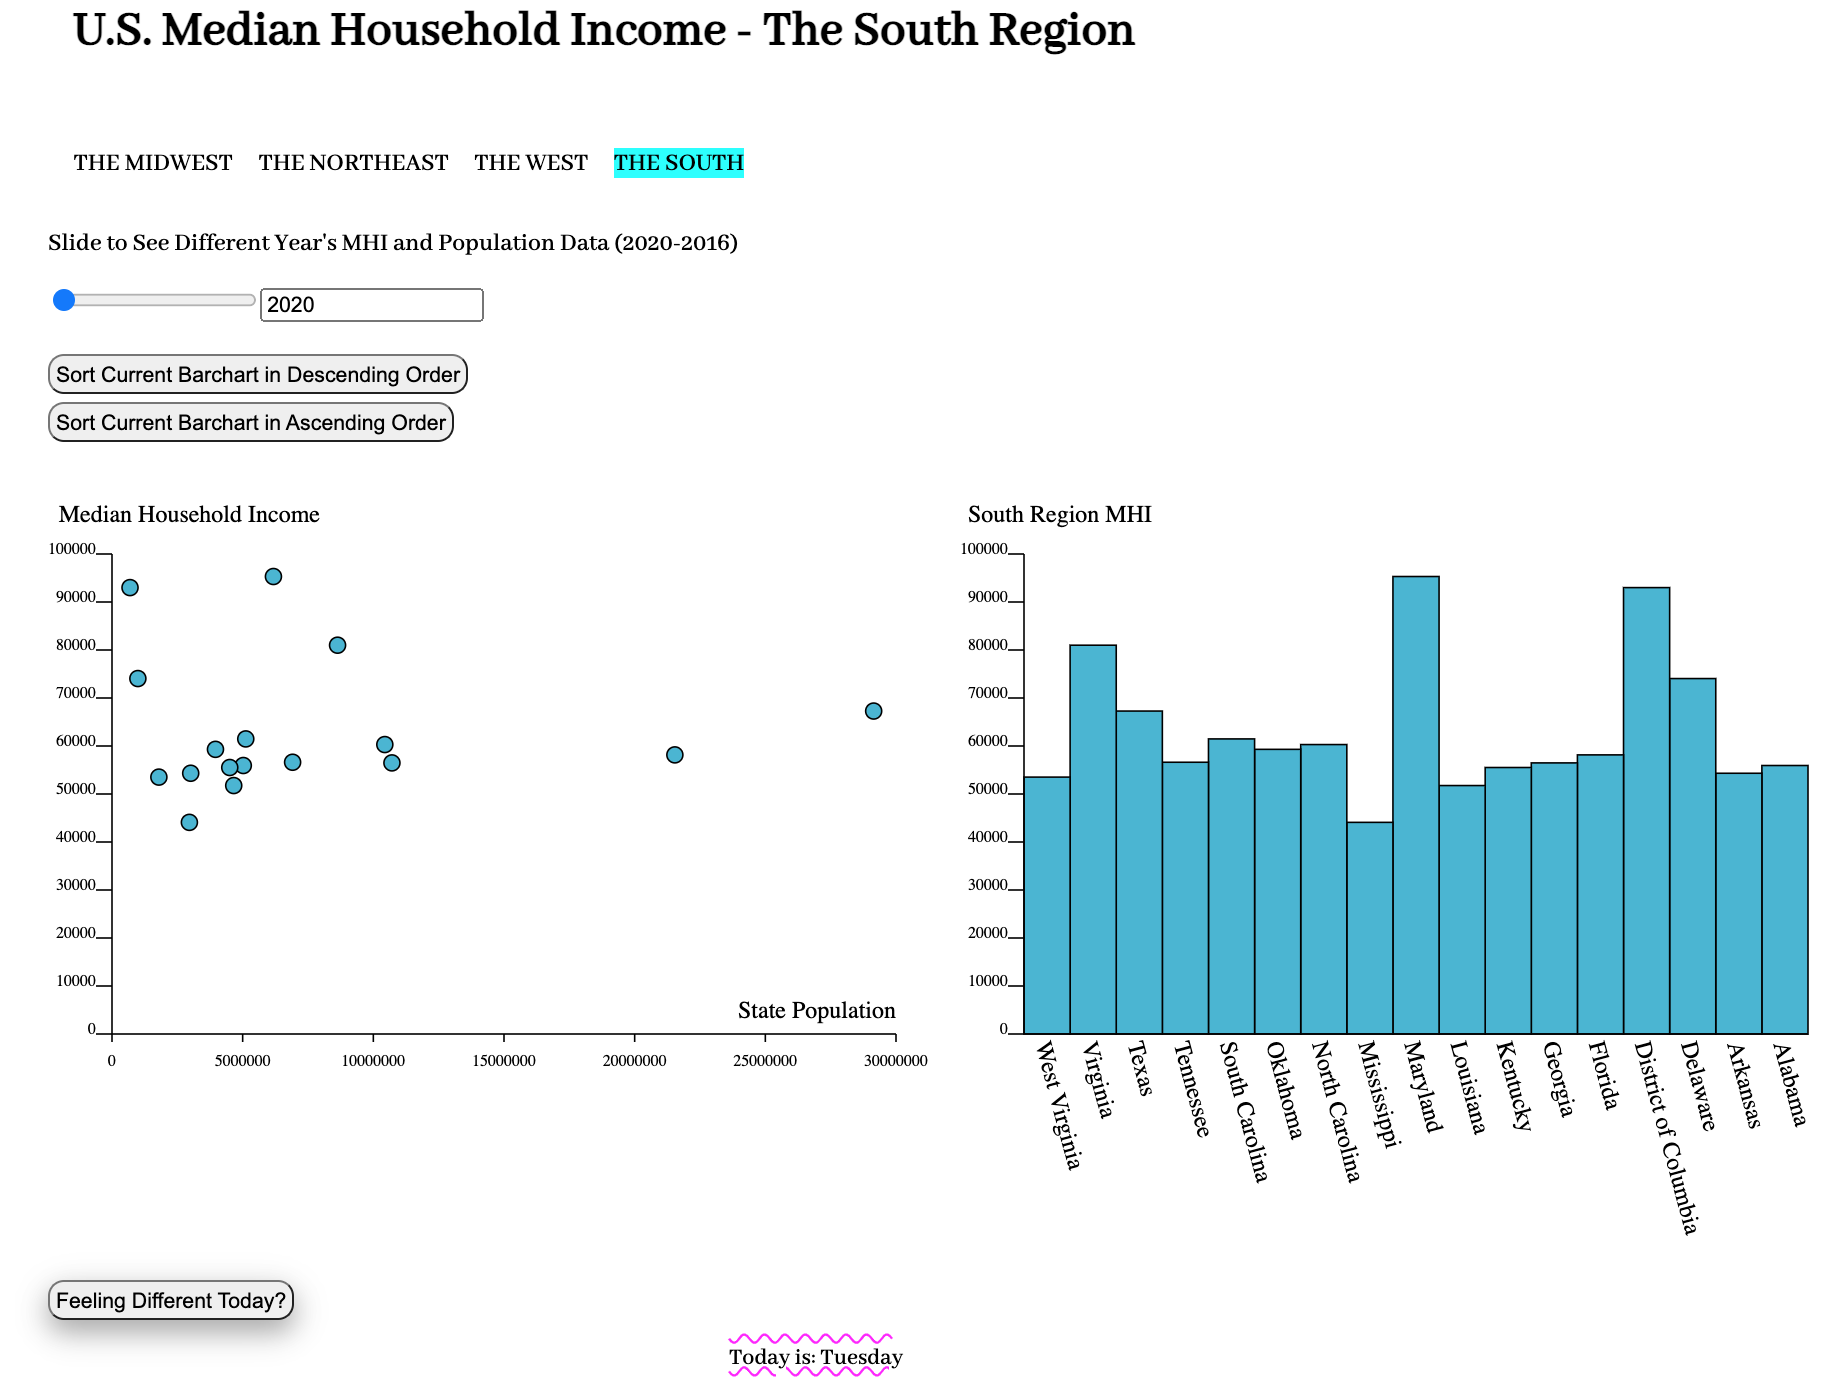 U.S. Median Household Income - The South Region
THE MIDWEST THE NORTHEAST THE WEST THE SOUTH
Slide to See Different Year's MHI and Population Data (2020-2016)
2020
Sort Current Barchart in Descending Order
Sort Current Barchart in Ascending Order
Median Household Income
100000
90000
80000
70000
60000
50000
40000
30000
20000
10000
0
State Population
0 5000000 10000000 15000000 20000000 25000000 30000000
South Region MHI
100000
90000
80000
70000
60000
50000
40000
30000
20000
10000
0
West Virginia
Virginia
Texas
Tennessee
South Carolina
Oklahoma
North Carolina
Mississippi
Maryland
Louisiana
Kentucky
Georgia
Florida
District of Columbia
Delaware
Arkansas
Alabama
Feeling Different Today?
Today is: Tuesday